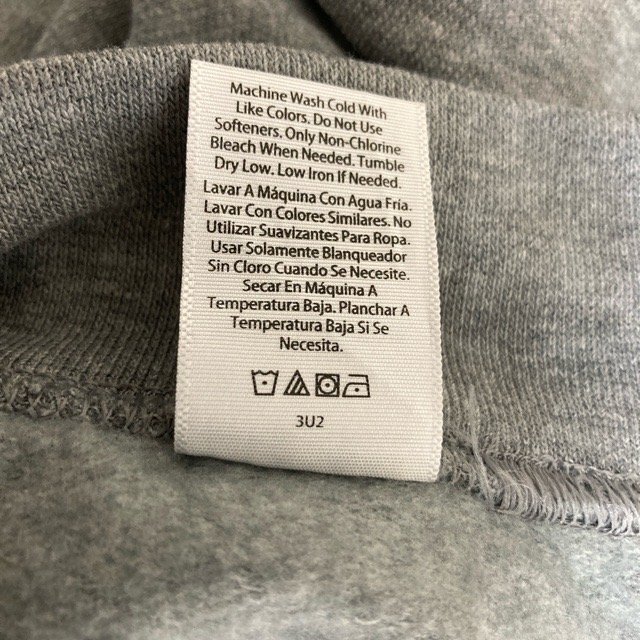 Machine Wash Cold With
Like Colors. Do Not Use
Softeners. Only Non-Chlorine
Bleach When Needed. Tumble
Dry Low. Low Iron If Needed.
Lavar A Máquina Con Agua Fría.
Lavar Con Colores Similares. No
Utilizar Suavizantes Para Ropa.
Usar Solamente Blanqueador
Sin Cloro Cuando Se Necesite.
Secar En Máquina A
Temperatura Baja. Planchar A
Temperatura Baja Si Se
Necesita.
3U2